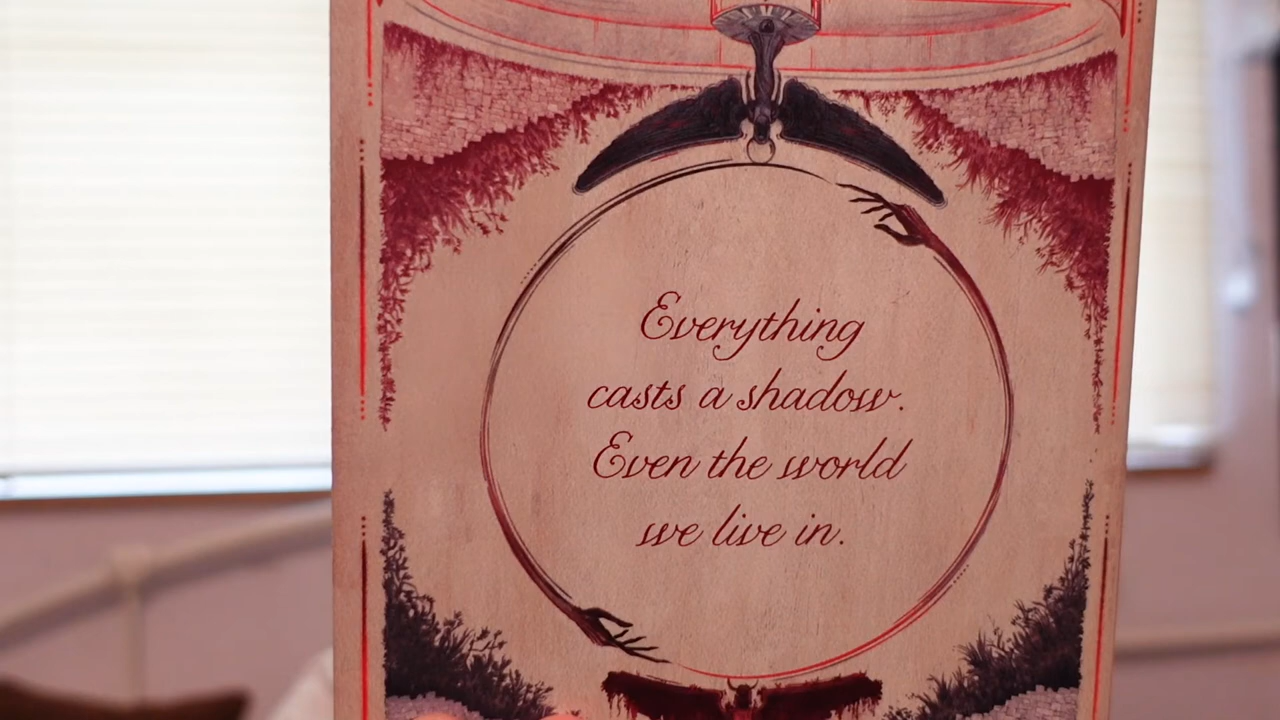 Everything
casts a shadow.
Even the world
we live in.